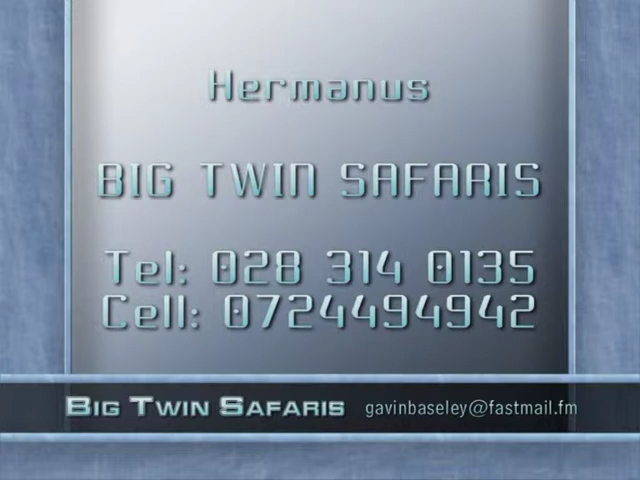 Hermanus
BIG TWIN SAFARIS
Tel: 028 314 0135
Cell: 0724494942
BIG TWIN SAFARIS gavinbaseley@fastmail.fm